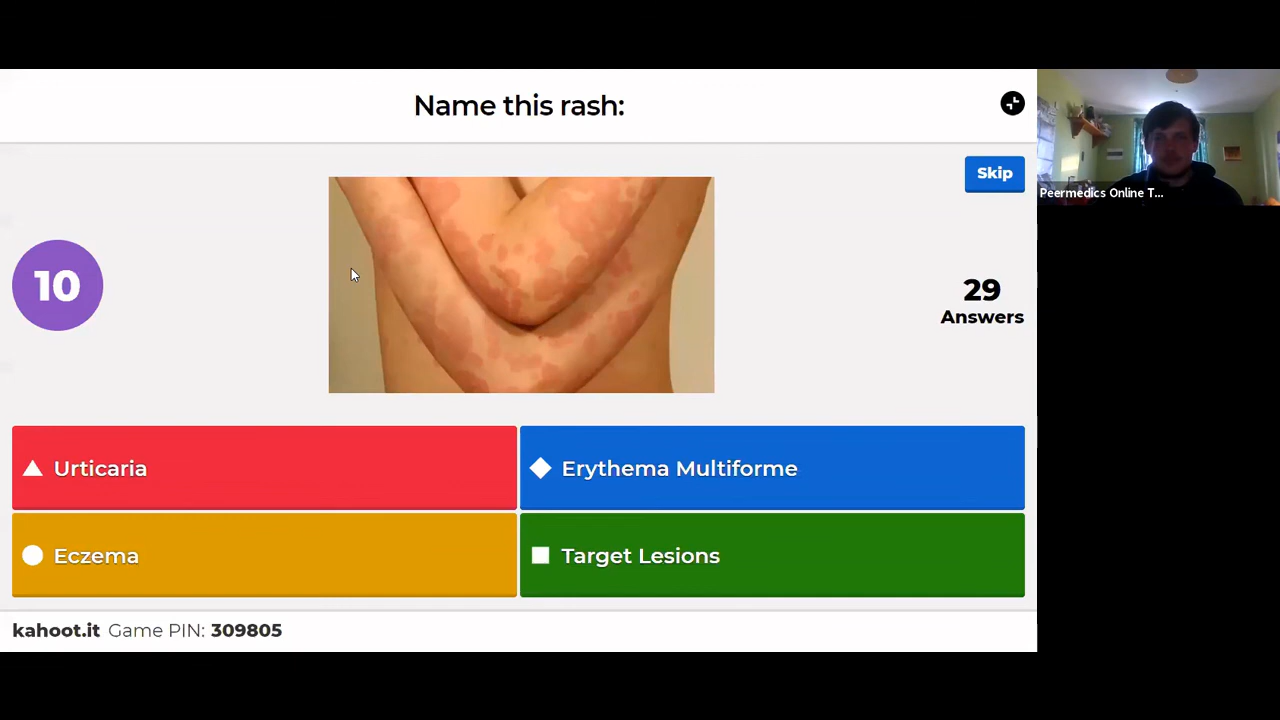 Name this rash:
Skip
Peermedics Online T...
10
29
Answers
Urticaria
Erythema Multiforme
Eczema
Target Lesions
kahoot.it Game PIN: 309805